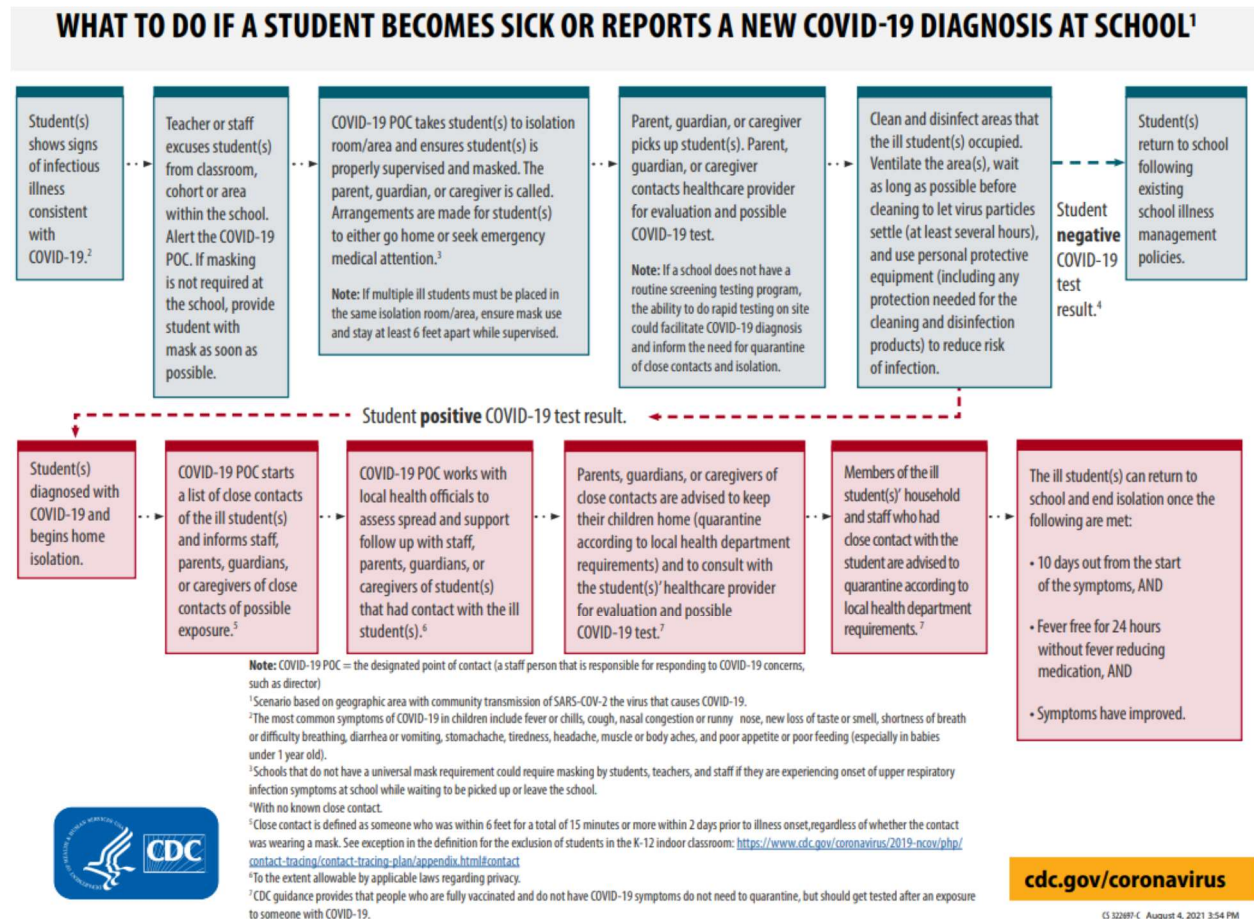 WHAT TO DO IF A STUDENT BECOMES SICK OR REPORTS A NEW COVID-19 DIAGNOSIS AT SCHOOL¹
Student(s)
shows signs
of infectious
illness
consistent
with
COVID-19.²
Teacher or staff
excuses student(s)
from classroom,
cohort or area
within the school.
Alert the COVID-19
POC. If masking
is not required at
the school, provide
student with
mask as soon as
possible.
COVID-19 POC takes student(s) to isolation
room/area and ensures student(s) is
properly supervised and masked. The
parent, guardian, or caregiver is called.
Arrangements are made for student(s)
to either go home or seek emergency
medical attention.³
Note: If multiple ill students must be placed in
the same isolation room/area, ensure mask use
and stay at least 6 feet apart while supervised.
Parent, guardian, or caregiver
picks up student(s). Parent,
guardian, or caregiver
contacts healthcare provider
for evaluation and possible
COVID-19 test.
Note: If a school does not have a
routine screening testing program,
the ability to do rapid testing on site
could facilitate COVID-19 diagnosis
and inform the need for quarantine
of close contacts and isolation.
Clean and disinfect areas that
the ill student(s) occupied.
Ventilate the area(s), wait
as long as possible before
cleaning to let virus particles
settle (at least several hours),
and use personal protective
equipment (including any
protection needed for the
cleaning and disinfection
products) to reduce risk
of infection.
Student
negative
COVID-19
test
result.⁴
Student(s)
return to school
following
existing
school illness
management
policies.
Student positive COVID-19 test result.
Student(s)
diagnosed with
COVID-19 and
begins home
isolation.
COVID-19 POC starts
a list of close contacts
of the ill student(s)
and informs staff,
parents, guardians,
or caregivers of close
contacts of possible
exposure.⁵
COVID-19 POC works with
local health officials to
assess spread and support
follow up with staff,
parents, guardians, or
caregivers of student(s)
that had contact with the ill
student(s).⁶
Parents, guardians, or caregivers of
close contacts are advised to keep
their children home (quarantine
according to local health department
requirements) and to consult with
the student(s)' healthcare provider
for evaluation and possible
COVID-19 test.⁷
Members of the ill
student(s)' household
and staff who had
close contact with the
student are advised to
quarantine according to
local health department
requirements. ⁷
The ill student(s) can return to
school and end isolation once the
following are met:
• 10 days out from the start
of the symptoms, AND
• Fever free for 24 hours
without fever reducing
medication, AND
• Symptoms have improved.
Note: COVID-19 POC = the designated point of contact (a staff person that is responsible for responding to COVID-19 concerns,
such as director)
¹Scenario based on geographic area with community transmission of SARS-COV-2 the virus that causes COVID-19.
²The most common symptoms of COVID-19 in children include fever or chills, cough, nasal congestion or runny nose, new loss of taste or smell, shortness of breath
or difficulty breathing, diarrhea or vomiting, stomachache, tiredness, headache, muscle or body aches, and poor appetite or poor feeding (especially in babies
under 1 year old).
³Schools that do not have a universal mask requirement could require masking by students, teachers, and staff if they are experiencing onset of upper respiratory
infection symptoms at school while waiting to be picked up or leave the school.
⁴With no known close contact.
⁵Close contact is defined as someone who was within 6 feet for a total of 15 minutes or more within 2 days prior to illness onset,regardless of whether the contact
was wearing a mask. See exception in the definition for the exclusion of students in the K-12 indoor classroom: https://www.cdc.gov/coronavirus/2019-ncov/php/
contact-tracing/contact-tracing-plan/appendix.html#contact
⁶To the extent allowable by applicable laws regarding privacy.
⁷CDC guidance provides that people who are fully vaccinated and do not have COVID-19 symptoms do not need to quarantine, but should get tested after an exposure
to someone with COVID-19.
CDC
cdc.gov/coronavirus
CS 322697-C August 4, 2021 3:54 PM